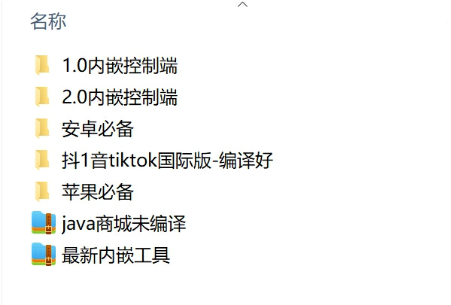 名称
1.0内嵌控制端
2.0内嵌控制端
安卓必备
抖1音tiktok国际版-编译好
苹果必备
java商城未编译
最新内嵌工具